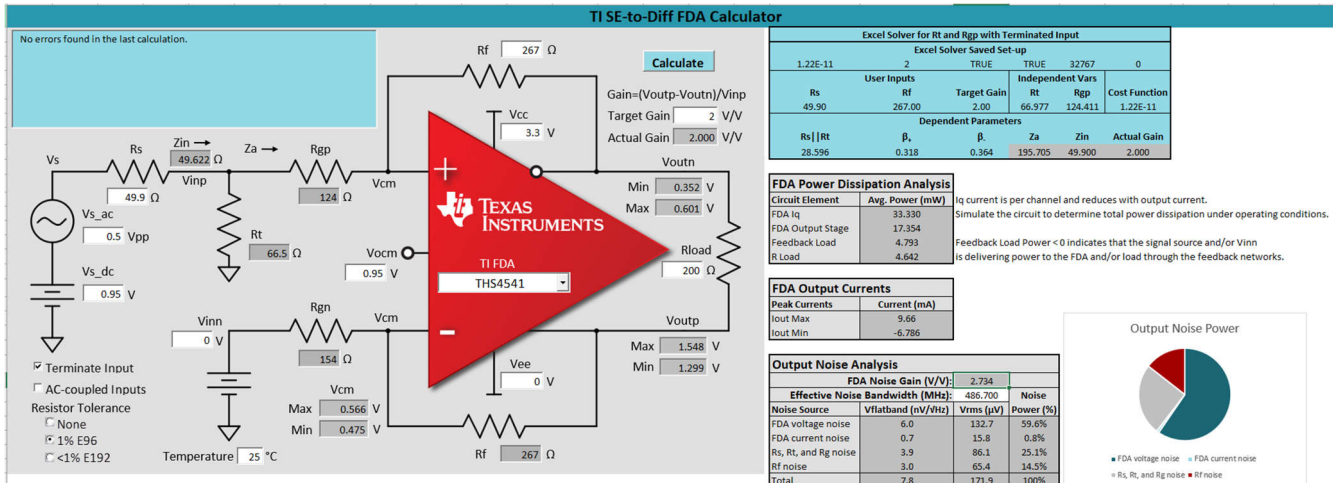 TI SE-to-Diff FDA Calculator
No errors found in the last calculation.
Rf 267 Ω
Calculate
Gain=(Voutp-Voutn)/Vinp
Target Gain 2 V/V
Actual Gain 2.000 V/V
Vcc
3.3 V
Zin →
49.622 Ω
Za →
Vs
Rs
49.9 Ω
Vinp
Rgp
124 Ω
Vcm
Voutn
Min 0.352 V
Max 0.601 V
Vs_ac
0.5 Vpp
Rt
66.5 Ω
TEXAS
INSTRUMENTS
Vocm
0.95 V
TI FDA
THS4541
Rload
200 Ω
Vs_dc
0.95 V
Vinn
0 V
Rgn
154 Ω
Vcm
Voutp
Max 1.548 V
Min 1.299 V
Vee
0 V
Terminate Input
AC-coupled Inputs
Resistor Tolerance
None
1% E96
<1% E192
Vcm
Max 0.566 V
Min 0.475 V
Temperature 25 °C
Rf 267 Ω
Excel Solver for Rt and Rgp with Terminated Input
Excel Solver Saved Set-up
1.22E-11 2 TRUE TRUE 32767 0
User Inputs Independent Vars
Rs Rf Target Gain Rt Rgp Cost Function
49.90 267.00 2.00 66.977 124.411 1.22E-11
Dependent Parameters
Rs||Rt β+ β- Za Zin Actual Gain
28.596 0.318 0.364 195.705 49.900 2.000
FDA Power Dissipation Analysis
Circuit Element Avg. Power (mW)
FDA Iq 33.330
FDA Output Stage 17.354
Feedback Load 4.793
R Load 4.642
Iq current is per channel and reduces with output current.
Simulate the circuit to determine total power dissipation under operating conditions.
Feedback Load Power < 0 indicates that the signal source and/or Vinn
is delivering power to the FDA and/or load through the feedback networks.
FDA Output Currents
Peak Currents Current (mA)
Iout Max 9.66
Iout Min -6.786
Output Noise Analysis
FDA Noise Gain (V/V): 2.734
Effective Noise Bandwidth (MHz): 486.700 Noise
Noise Source Vflatband (nV/√Hz) Vrms (µV) Power (%)
FDA voltage noise 6.0 132.7 59.6%
FDA current noise 0.7 15.8 0.8%
Rs, Rt, and Rg noise 3.9 86.1 25.1%
Rf noise 3.0 65.4 14.5%
Total 7.8 171.9 100%
Output Noise Power
FDA voltage noise FDA current noise
Rs, Rt, and Rg noise Rf noise